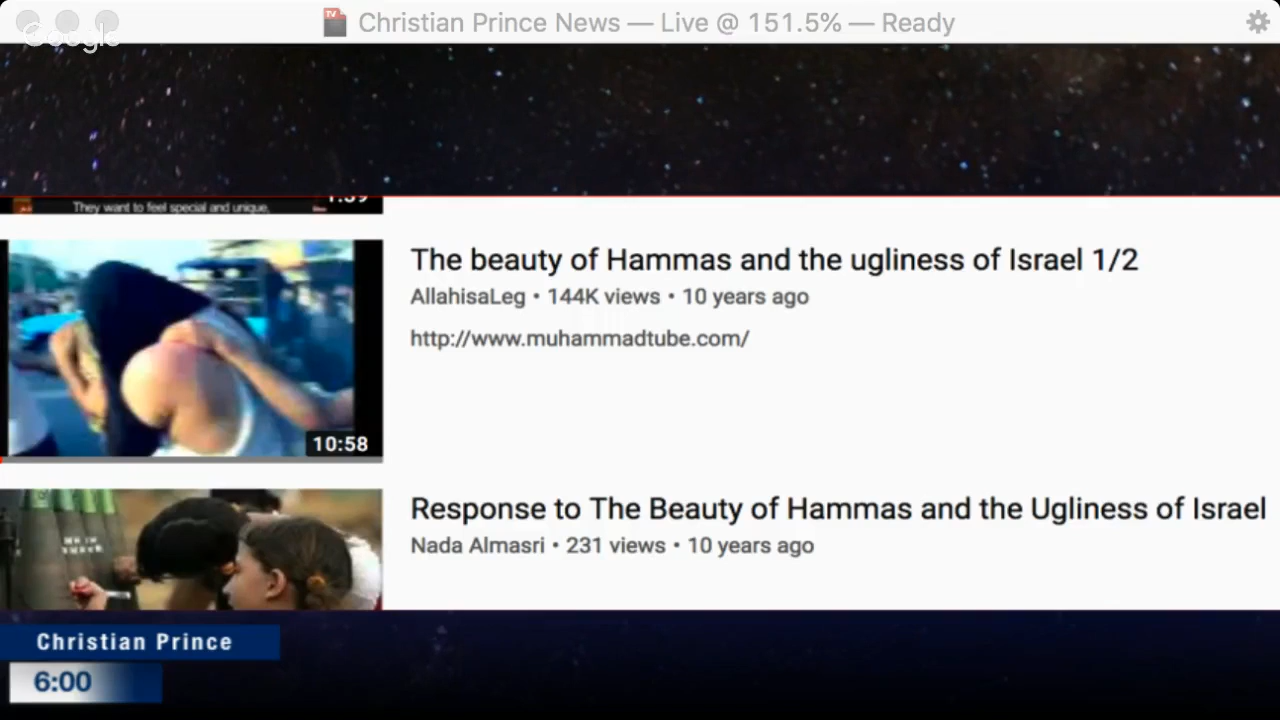 Christian Prince News — Live @ 151.5% — Ready
Google
They want to feel special and unique,
1:39
The beauty of Hammas and the ugliness of Israel 1/2
AllahisaLeg • 144K views • 10 years ago
http://www.muhammadtube.com/
10:58
Response to The Beauty of Hammas and the Ugliness of Israel
Nada Almasri • 231 views • 10 years ago
Christian Prince
6:00